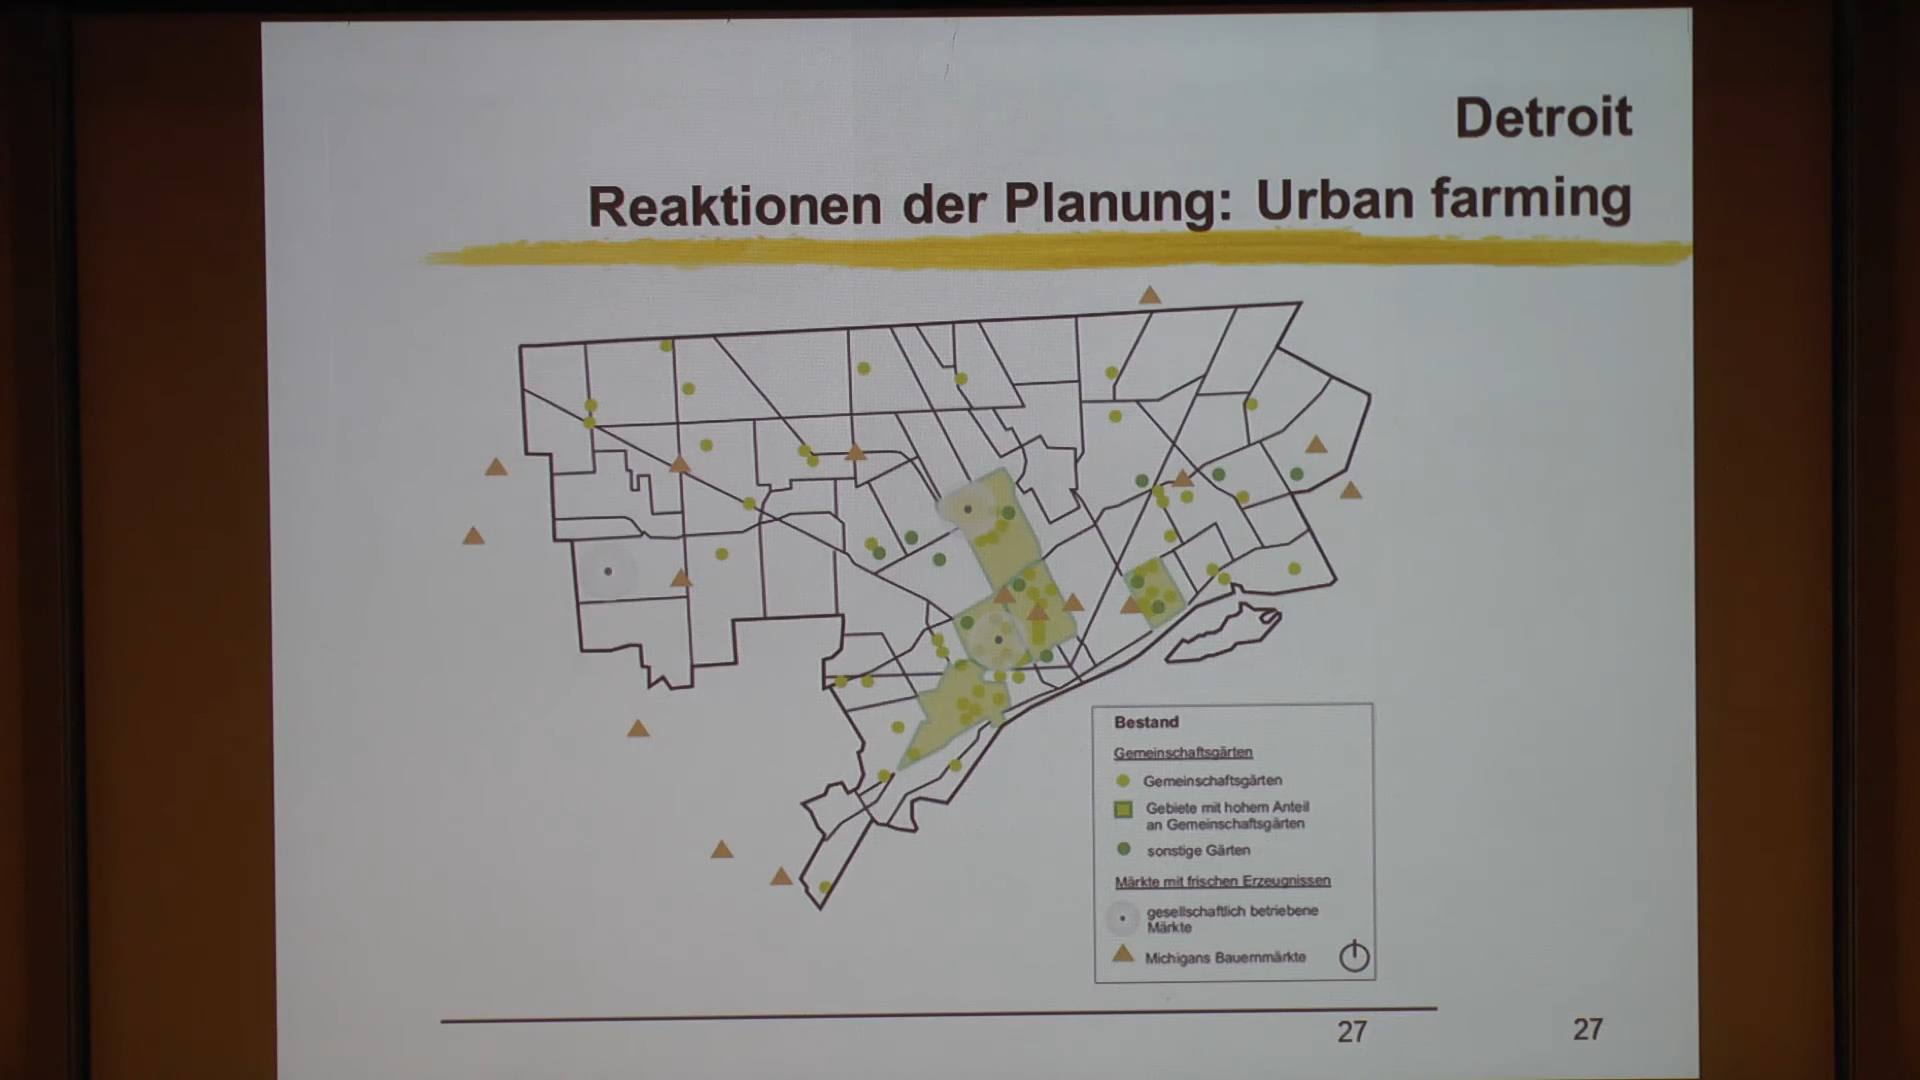 Detroit
Reaktionen der Planung: Urban farming
Bestand
Gemeinschaftsgärten
Gemeinschaftsgärten
Gebiete mit hohem Anteil
an Gemeinschaftsgärten
sonstige Gärten
Märkte mit frischen Erzeugnissen
gesellschaftlich betriebene
Märkte
Michigans Bauernmärkte
27
27